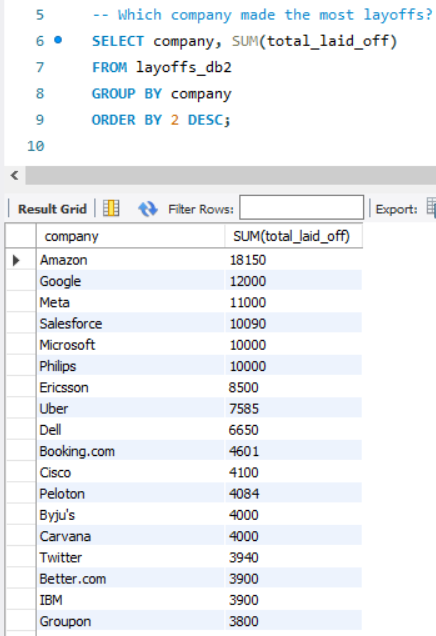 5 -- Which company made the most layoffs?
6 SELECT company, SUM(total_laid_off)
7 FROM layoffs_db2
8 GROUP BY company
9 ORDER BY 2 DESC;
10
Result Grid Filter Rows: Export:
company SUM(total_laid_off)
Amazon 18150
Google 12000
Meta 11000
Salesforce 10090
Microsoft 10000
Philips 10000
Ericsson 8500
Uber 7585
Dell 6650
Booking.com 4601
Cisco 4100
Peloton 4084
Byju's 4000
Carvana 4000
Twitter 3940
Better.com 3900
IBM 3900
Groupon 3800